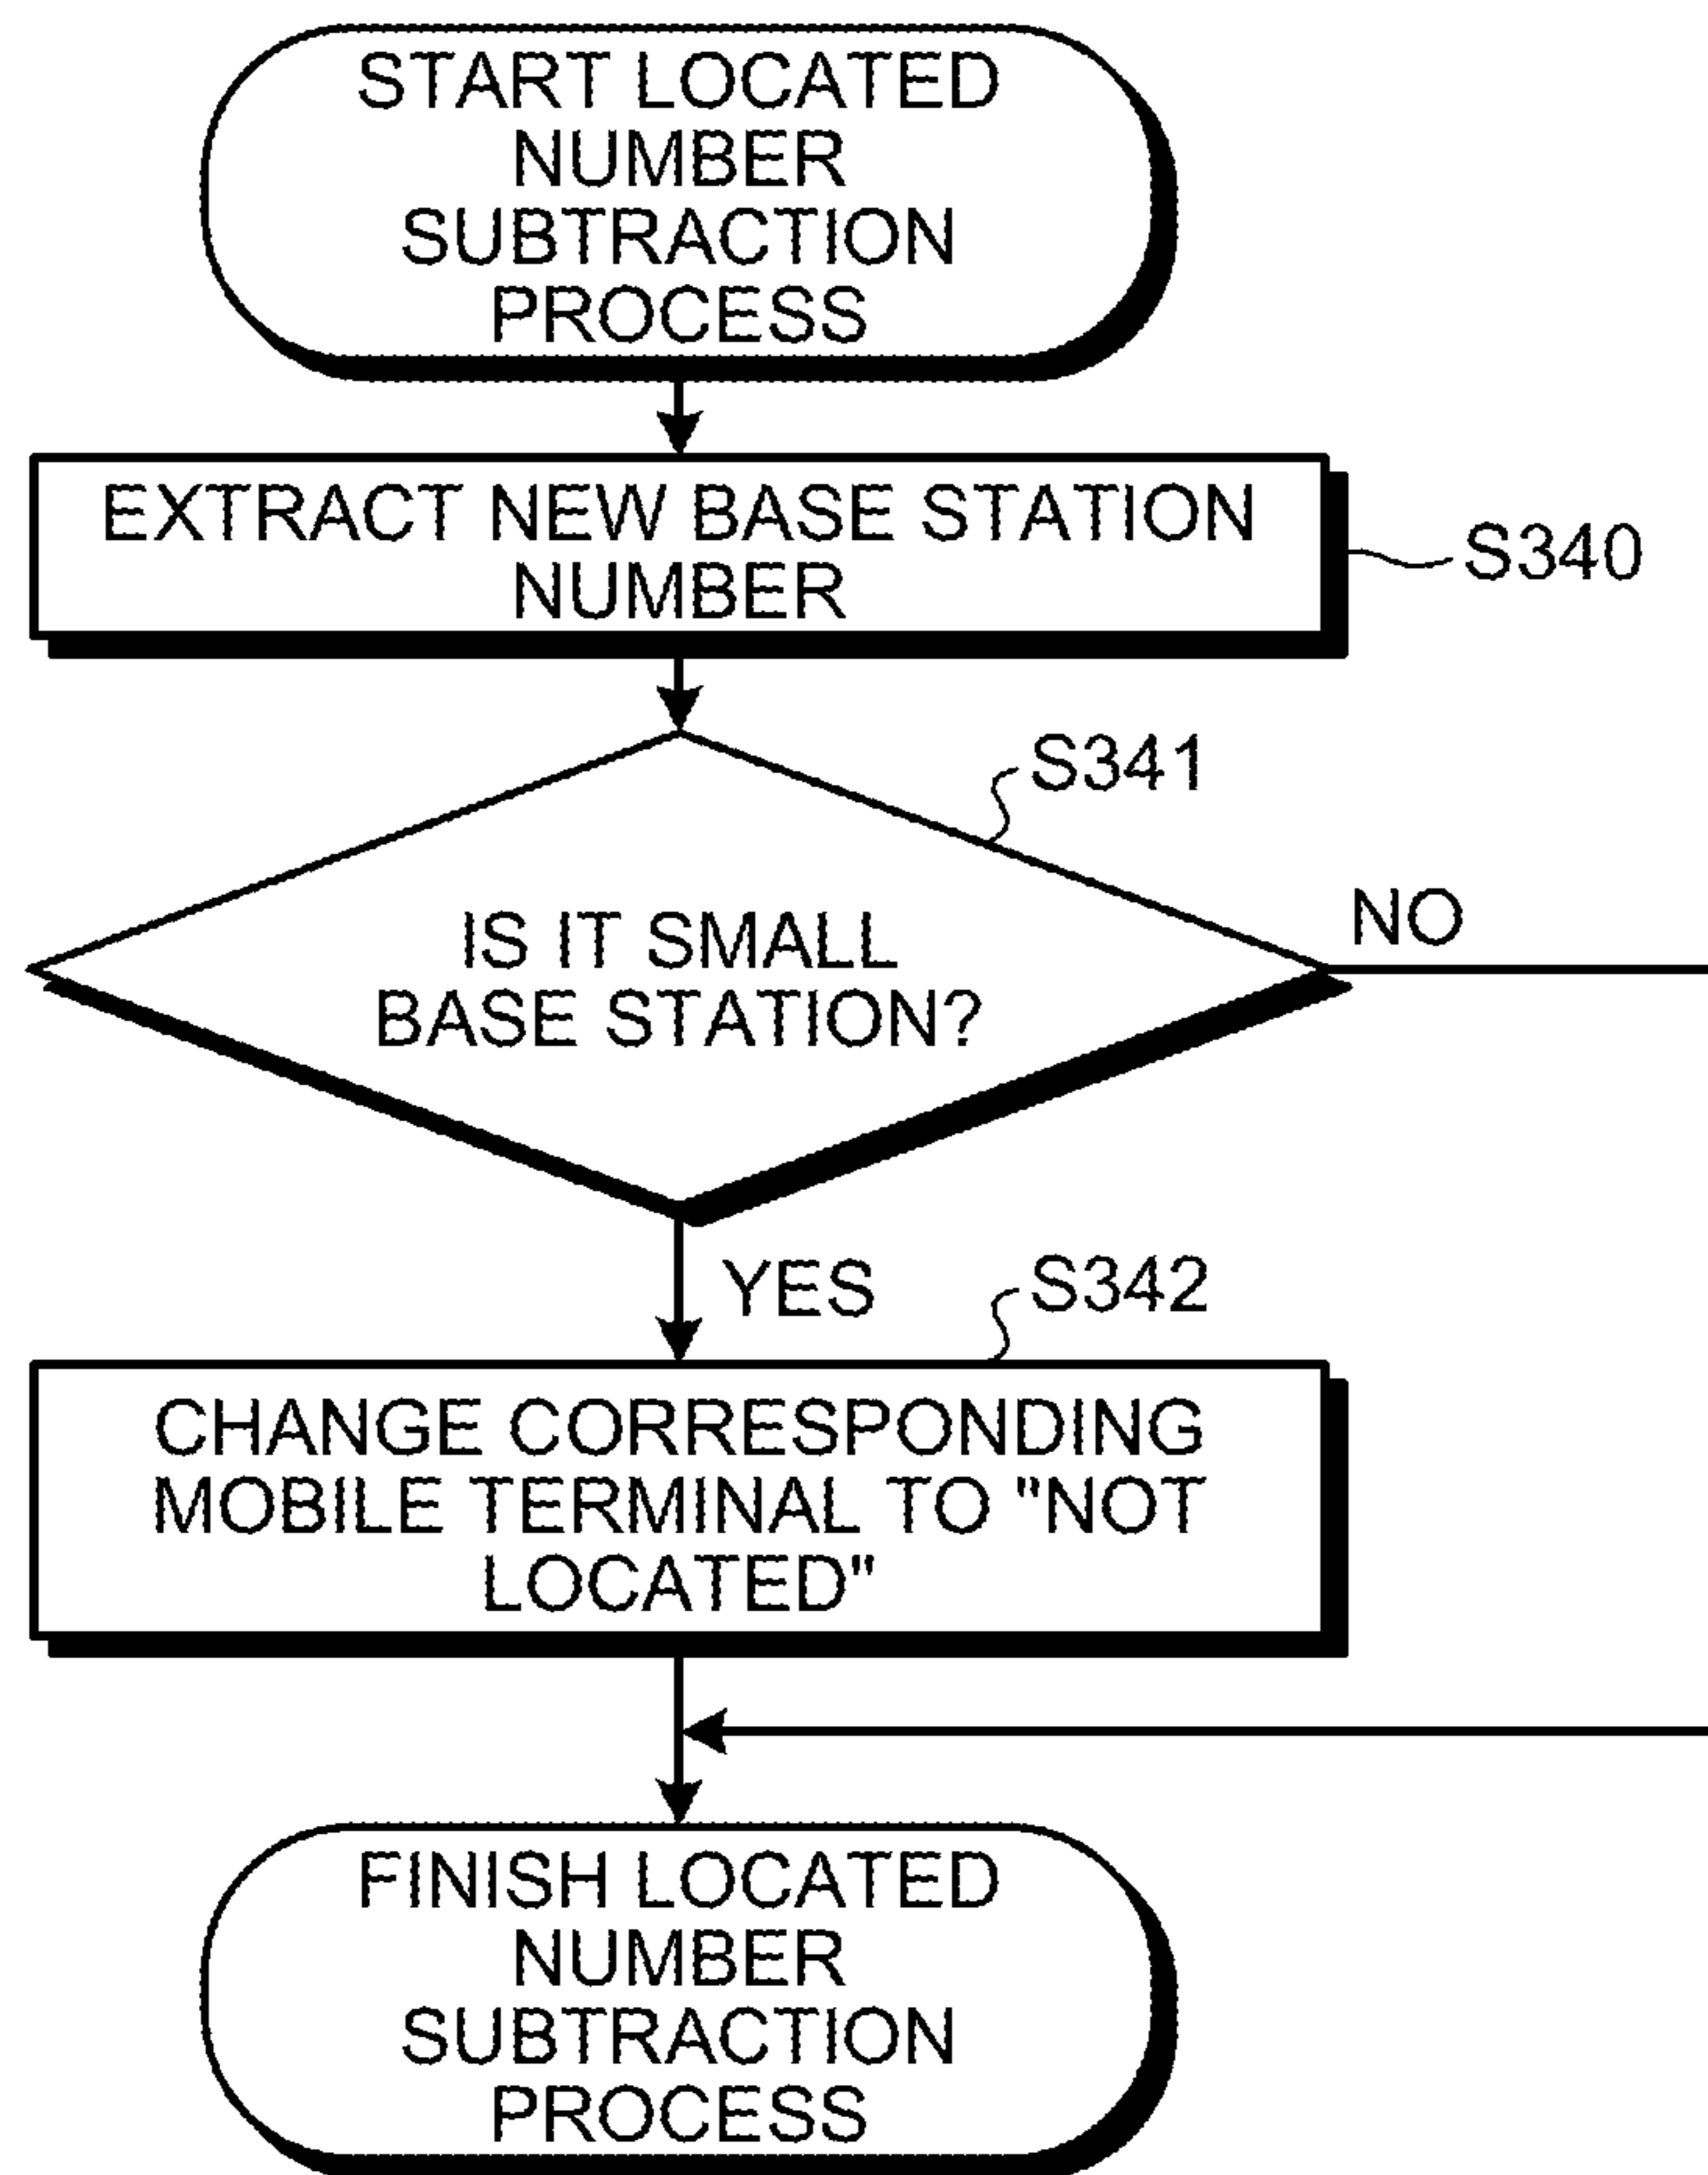 START LOCATED
NUMBER
SUBTRACTION
PROCESS
EXTRACT NEW BASE STATION
NUMBER
S340
S341
IS IT SMALL
BASE STATION?
NO
YES
S342
CHANGE CORRESPONDING
MOBILE TERMINAL TO "NOT
LOCATED"
FINISH LOCATED
NUMBER
SUBTRACTION
PROCESS